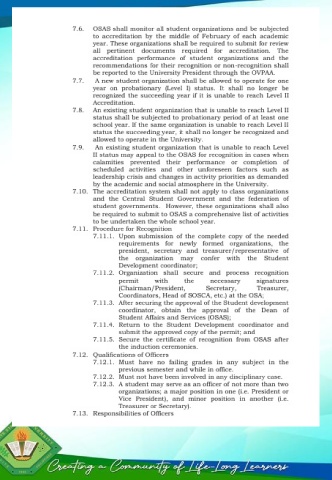 7.6. OSAS shall monitor all student organizations and be subjected
to accreditation by the middle of February of each academic
year. These organizations shall be required to submit for review
all pertinent documents required for accreditation. The
accreditation performance of student organizations and the
recommendations for their recognition or non-recognition shall
be reported to the University President through the OVPAA.
7.7. A new student organization shall be allowed to operate for one
year on probationary (Level I) status. It shall no longer be
recognized the succeeding year if it is unable to reach Level II
Accreditation.
7.8. An existing student organization that is unable to reach Level II
status shall be subjected to probationary period of at least one
school year. If the same organization is unable to reach Level II
status the succeeding year, it shall no longer be recognized and
allowed to operate in the University.
7.9. An existing student organization that is unable to reach Level
II status may appeal to the OSAS for recognition in cases when
calamities prevented their performance or completion of
scheduled activities and other unforeseen factors such as
leadership crisis and changes in activity priorities as demanded
by the academic and social atmosphere in the University.
7.10. The accreditation system shall not apply to class organizations
and the Central Student Government and the federation of
student governments. However, these organizations shall also
be required to submit to OSAS a comprehensive list of activities
to be undertaken the whole school year.
7.11. Procedure for Recognition
7.11.1. Upon submission of the complete copy of the needed
requirements for newly formed organizations, the
president, secretary and treasurer/representative of
the organization may confer with the Student
Development coordinator;
7.11.2. Organization shall secure and process recognition
permit with the necessary signatures
(Chairman/President, Secretary, Treasurer,
Coordinators, Head of SOSCA, etc.) at the OSA;
7.11.3. After securing the approval of the Student development
coordinator, obtain the approval of the Dean of
Student Affairs and Services (OSAS);
7.11.4. Return to the Student Development coordinator and
submit the approved copy of the permit; and
7.11.5. Secure the certificate of recognition from OSAS after
the induction ceremonies.
7.12. Qualifications of Officers
7.12.1. Must have no failing grades in any subject in the
previous semester and while in office.
7.12.2. Must not have been involved in any disciplinary case.
7.12.3. A student may serve as an officer of not more than two
organizations; a major position in one (i.e. President or
Vice President), and minor position in another (i.e.
Treasurer or Secretary).
7.13. Responsibilities of Officers
Creating a Community of Life-Long Learners